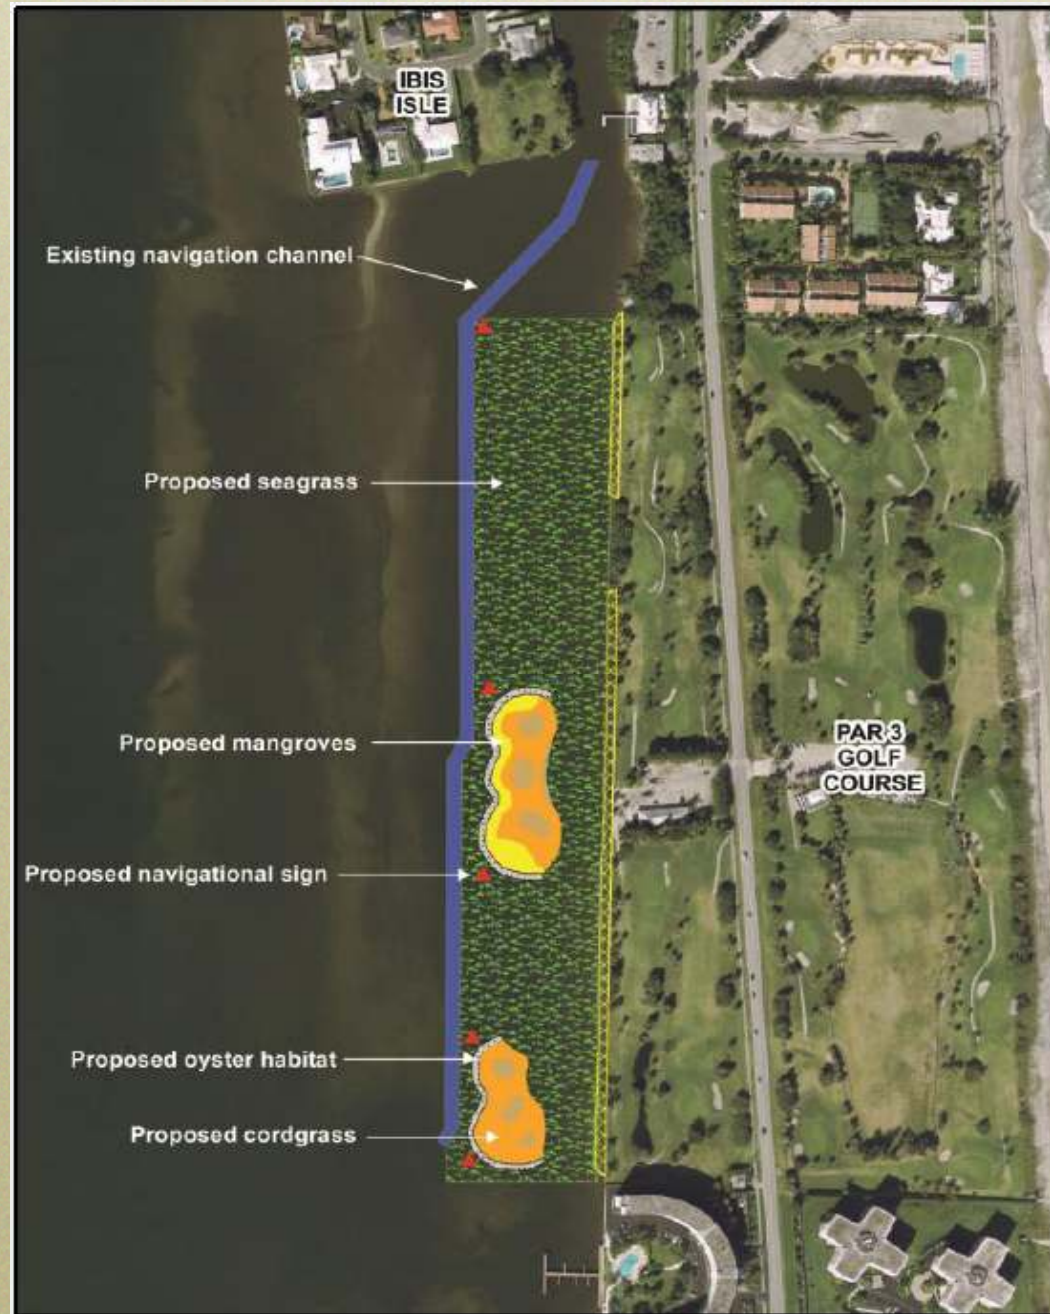 IBIS
ISLE
Existing navigation channel
Proposed seagrass
Proposed mangroves
PAR 3
GOLF
COURSE
Proposed navigational sign
Proposed oyster habitat
Proposed cordgrass